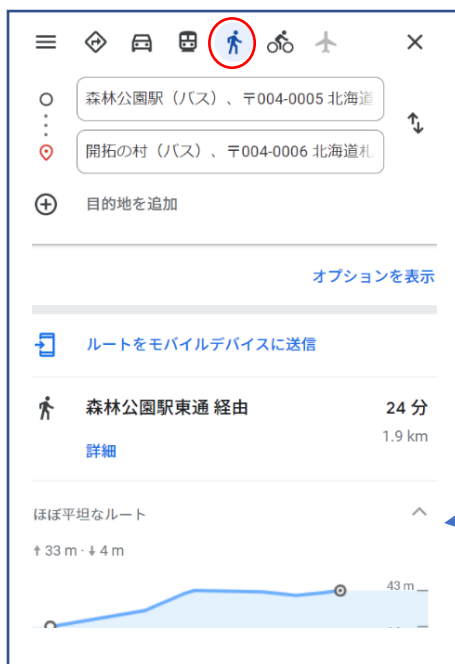 森林公園駅（バス）、〒004-0005 北海道
開拓の村（バス）、〒004-0006 北海道札
目的地を追加
オプションを表示
ルートをモバイルデバイスに送信
森林公園駅東通 経由 24 分
1.9 km
詳細
ほぼ平坦なルート
↑ 33 m · ↓ 4 m
43 m